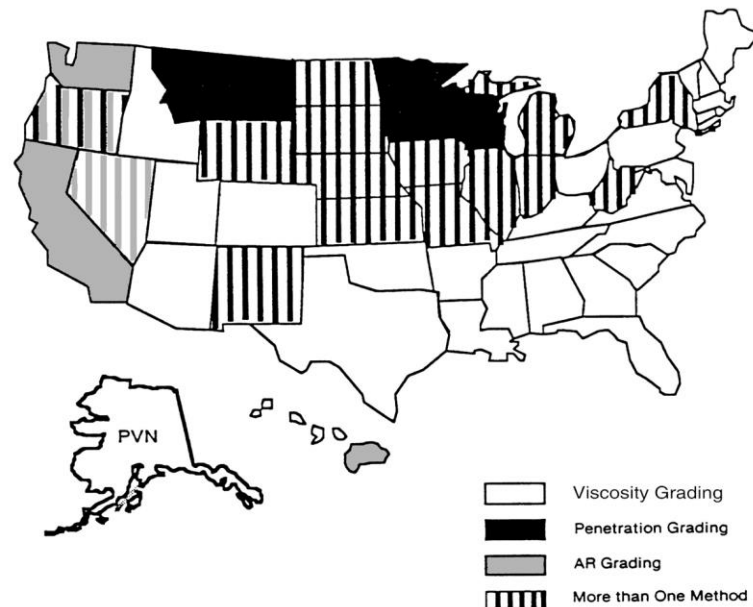 PVN
Viscosity Grading
Penetration Grading
AR Grading
More than One Method